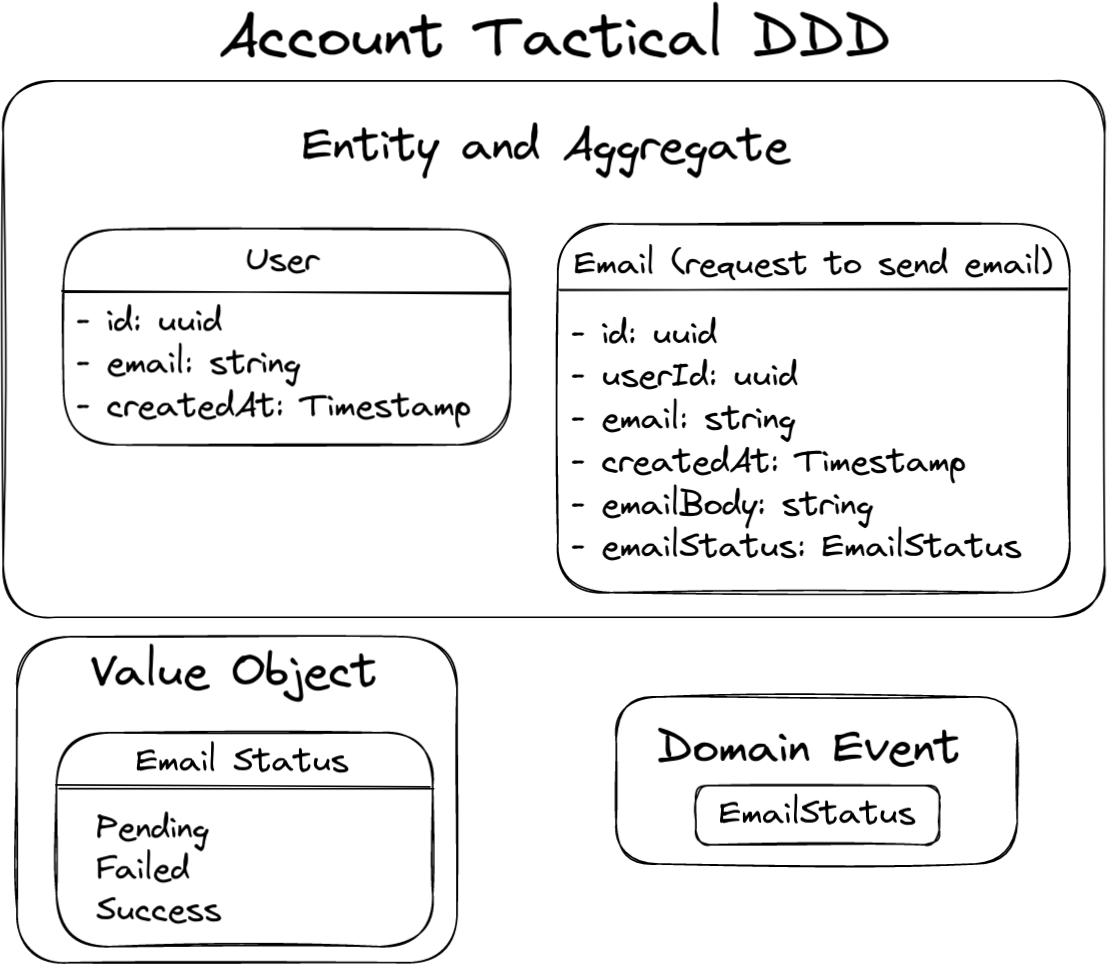 Account Tactical DDD
Entity and Aggregate
User
- id: uuid
- email: string
- createdAt: Timestamp
Email (request to send email)
- id: uuid
- userId: uuid
- email: string
- createdAt: Timestamp
- emailBody: string
- emailStatus: EmailStatus
Value Object
Email Status
Pending
Failed
Success
Domain Event
EmailStatus